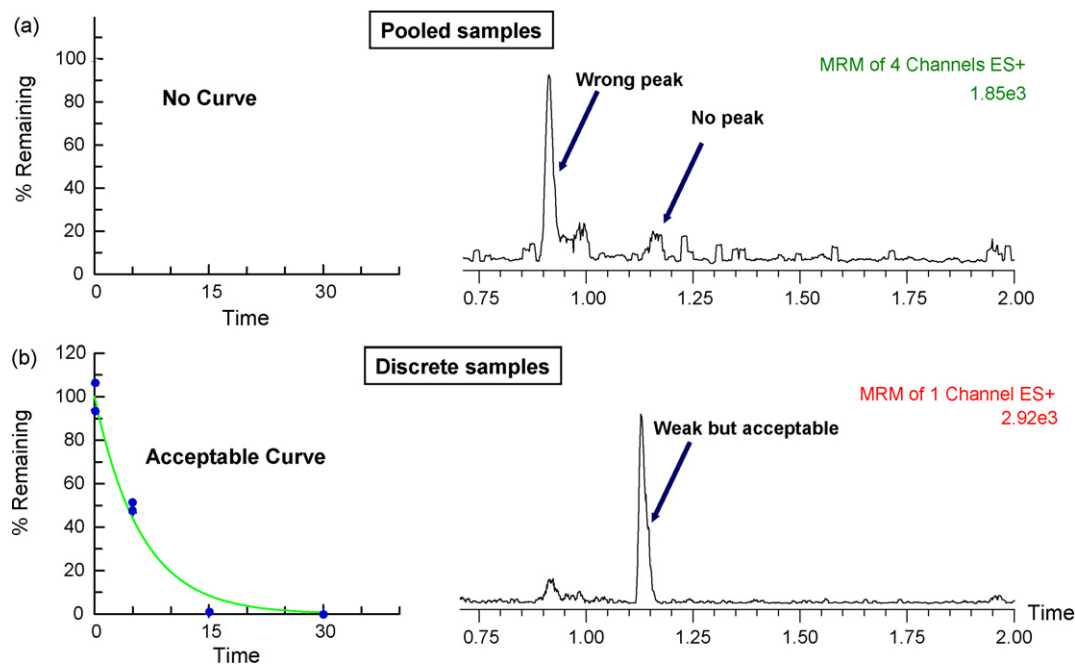 (a)
Pooled samples
% Remaining
100
80
60
40
20
0
No Curve
0 15 30
Time
MRM of 4 Channels ES+
1.85e3
Wrong peak
No peak
0.75 1.00 1.25 1.50 1.75 2.00
(b)
Discrete samples
% Remaining
120
100
80
60
40
20
0
Acceptable Curve
0 15 30
Time
MRM of 1 Channel ES+
2.92e3
Weak but acceptable
0.75 1.00 1.25 1.50 1.75 2.00
Time